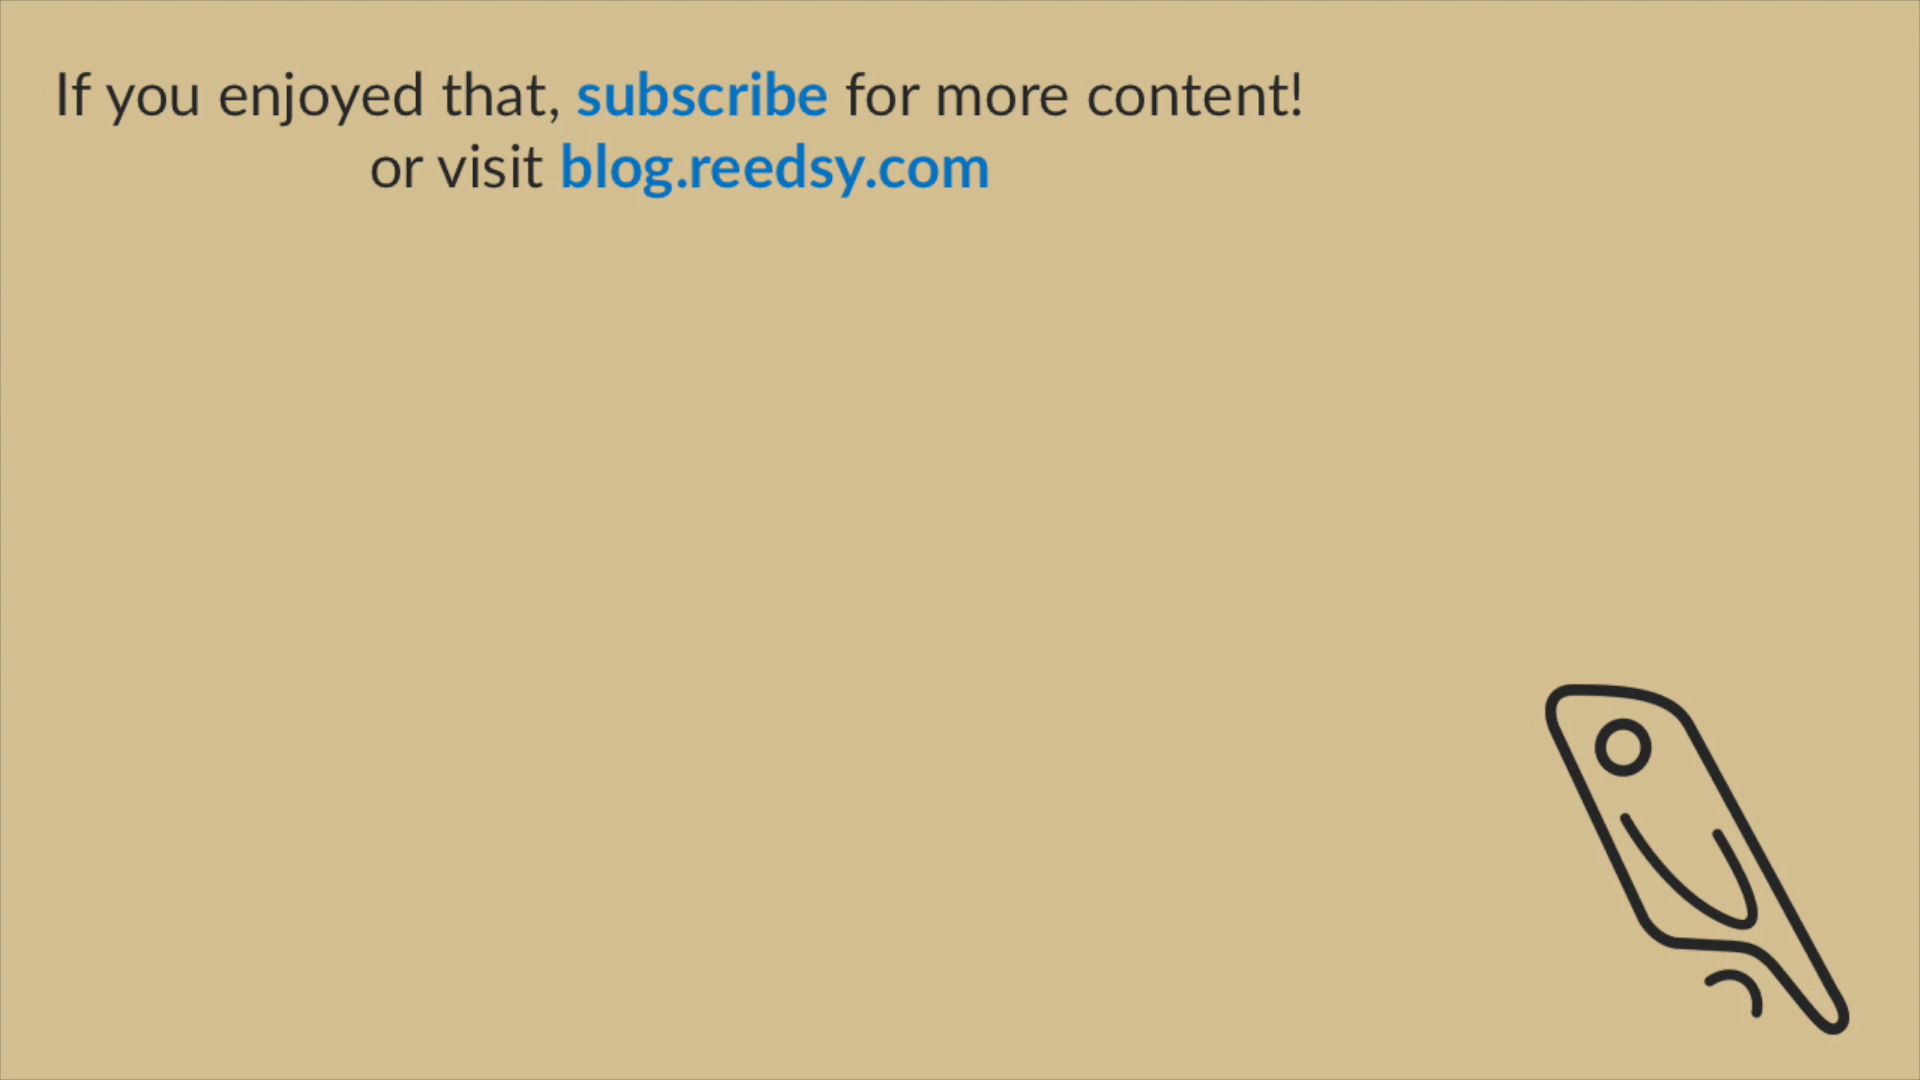 If you enjoyed that, subscribe for more content!
or visit blog.reedsy.com